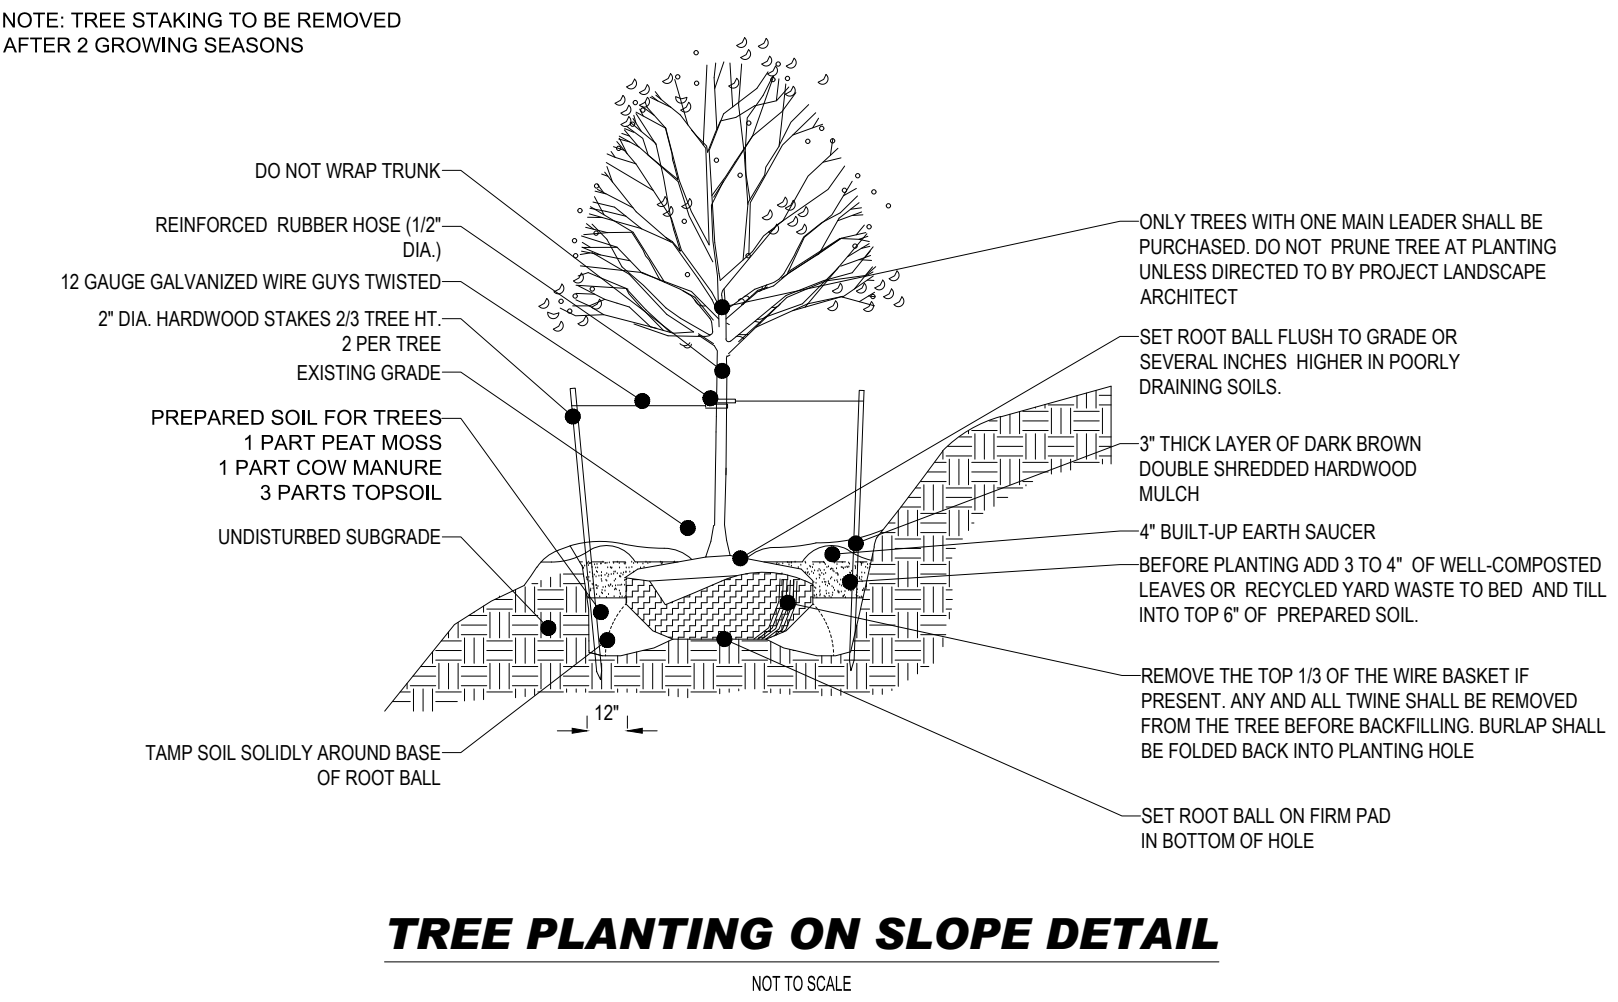 NOTE: TREE STAKING TO BE REMOVED
AFTER 2 GROWING SEASONS
DO NOT WRAP TRUNK
REINFORCED RUBBER HOSE (1/2"
DIA.)
12 GAUGE GALVANIZED WIRE GUYS TWISTED
2" DIA. HARDWOOD STAKES 2/3 TREE HT.
2 PER TREE
EXISTING GRADE
PREPARED SOIL FOR TREES
1 PART PEAT MOSS
1 PART COW MANURE
3 PARTS TOPSOIL
UNDISTURBED SUBGRADE
TAMP SOIL SOLIDLY AROUND BASE
OF ROOT BALL
12"
ONLY TREES WITH ONE MAIN LEADER SHALL BE
PURCHASED. DO NOT PRUNE TREE AT PLANTING
UNLESS DIRECTED TO BY PROJECT LANDSCAPE
ARCHITECT
SET ROOT BALL FLUSH TO GRADE OR
SEVERAL INCHES HIGHER IN POORLY
DRAINING SOILS.
3" THICK LAYER OF DARK BROWN
DOUBLE SHREDDED HARDWOOD
MULCH
4" BUILT-UP EARTH SAUCER
BEFORE PLANTING ADD 3 TO 4" OF WELL-COMPOSTED
LEAVES OR RECYCLED YARD WASTE TO BED AND TILL
INTO TOP 6" OF PREPARED SOIL.
REMOVE THE TOP 1/3 OF THE WIRE BASKET IF
PRESENT. ANY AND ALL TWINE SHALL BE REMOVED
FROM THE TREE BEFORE BACKFILLING. BURLAP SHALL
BE FOLDED BACK INTO PLANTING HOLE
SET ROOT BALL ON FIRM PAD
IN BOTTOM OF HOLE
TREE PLANTING ON SLOPE DETAIL
NOT TO SCALE